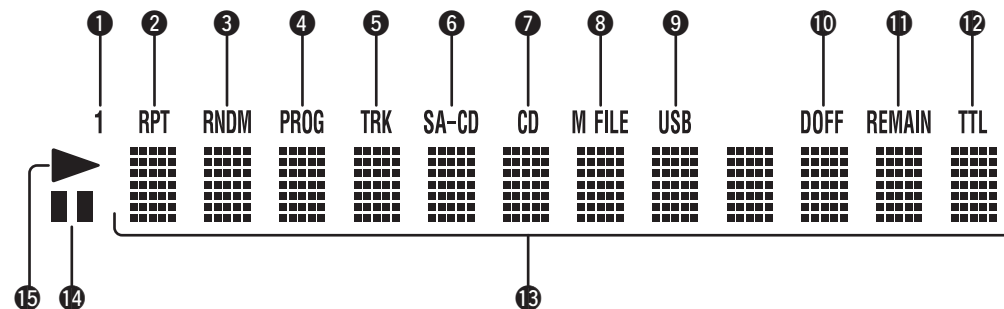 ❶ ❷ ❸ ❹ ❺ ❻ ❼ ❽ ❾ ❿ ⓫ ⓬
1 RPT RNDM PROG TRK SA-CD CD M FILE USB DOFF REMAIN TTL
⓯ ⓮ ⓭